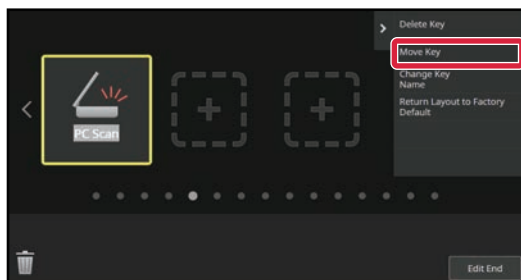 Delete Key
Move Key
Change Key
Name
Return Layout to Factory
Default
PC Scan
Edit End